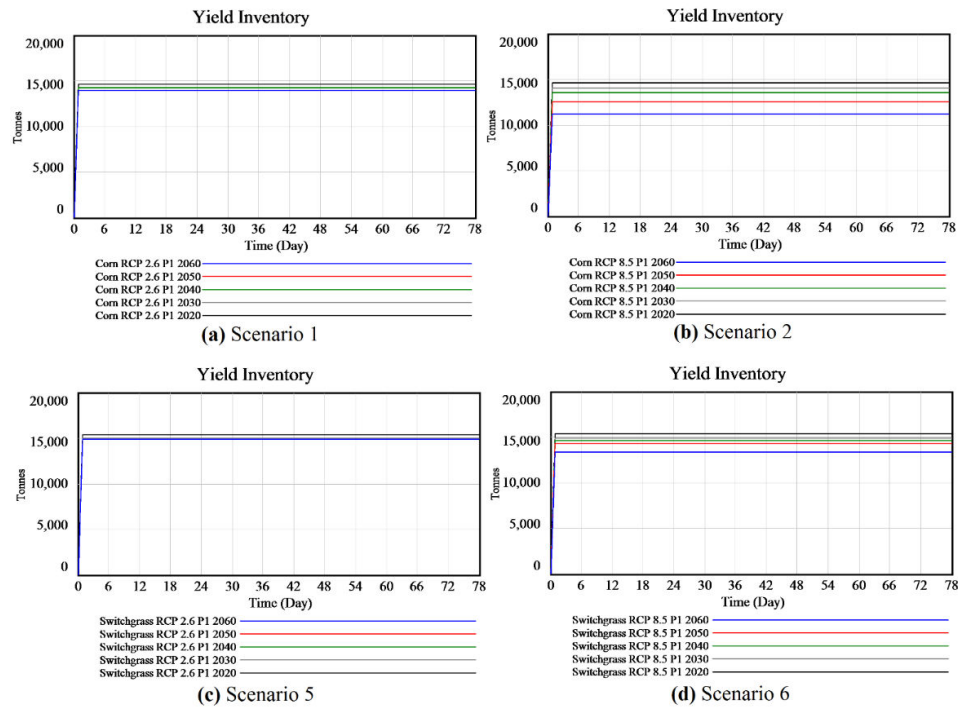 Yield Inventory
20,000
15,000
10,000
5,000
0
Tonnes
0 6 12 18 24 30 36 42 48 54 60 66 72 78
Time (Day)
Corn RCP 2.6 P1 2060
Corn RCP 2.6 P1 2050
Corn RCP 2.6 P1 2040
Corn RCP 2.6 P1 2030
Corn RCP 2.6 P1 2020
(a) Scenario 1
Yield Inventory
20,000
15,000
10,000
5,000
0
Tonnes
0 6 12 18 24 30 36 42 48 54 60 66 72 78
Time (Day)
Corn RCP 8.5 P1 2060
Corn RCP 8.5 P1 2050
Corn RCP 8.5 P1 2040
Corn RCP 8.5 P1 2030
Corn RCP 8.5 P1 2020
(b) Scenario 2
Yield Inventory
20,000
15,000
10,000
5,000
0
Tonnes
0 6 12 18 24 30 36 42 48 54 60 66 72 78
Time (Day)
Switchgrass RCP 2.6 P1 2060
Switchgrass RCP 2.6 P1 2050
Switchgrass RCP 2.6 P1 2040
Switchgrass RCP 2.6 P1 2030
Switchgrass RCP 2.6 P1 2020
(c) Scenario 5
Yield Inventory
20,000
15,000
10,000
5,000
0
Tonnes
0 6 12 18 24 30 36 42 48 54 60 66 72 78
Time (Day)
Switchgrass RCP 8.5 P1 2060
Switchgrass RCP 8.5 P1 2050
Switchgrass RCP 8.5 P1 2040
Switchgrass RCP 8.5 P1 2030
Switchgrass RCP 8.5 P1 2020
(d) Scenario 6